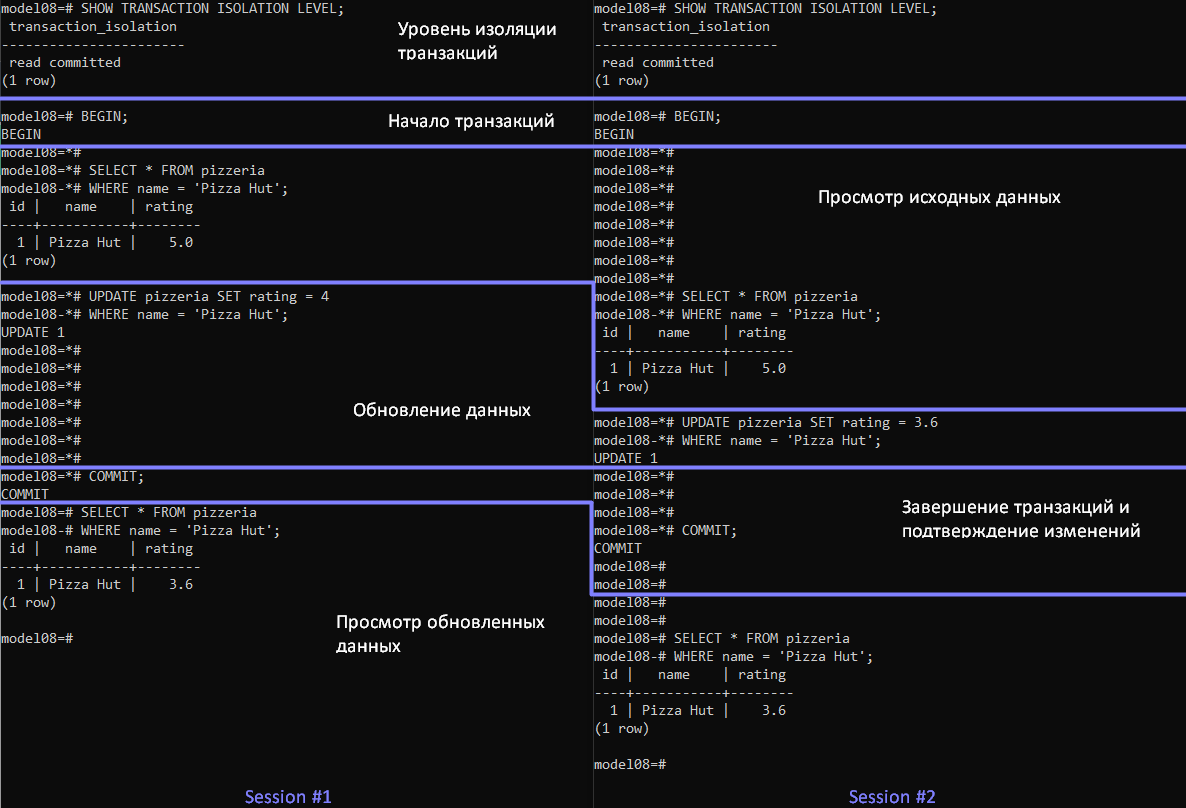 model08=# SHOW TRANSACTION ISOLATION LEVEL;
 transaction_isolation
-----------------------
 read committed
(1 row)
Уровень изоляции
транзакций
model08=# BEGIN;
BEGIN
Начало транзакций
model08=*#
model08=*# SELECT * FROM pizzeria
model08-*# WHERE name = 'Pizza Hut';
 id |   name    | rating
----+-----------+--------
  1 | Pizza Hut |    5.0
(1 row)
model08=*# UPDATE pizzeria SET rating = 4
model08-*# WHERE name = 'Pizza Hut';
UPDATE 1
model08=*#
model08=*#
model08=*#
model08=*#
model08=*#
model08=*#
model08=*#
Обновление данных
model08=*# COMMIT;
COMMIT
model08=# SELECT * FROM pizzeria
model08-# WHERE name = 'Pizza Hut';
 id |   name    | rating
----+-----------+--------
  1 | Pizza Hut |    3.6
(1 row)
Просмотр обновленных
данных
model08=#
Session #1
model08=# SHOW TRANSACTION ISOLATION LEVEL;
 transaction_isolation
-----------------------
 read committed
(1 row)
model08=# BEGIN;
BEGIN
model08=*#
model08=*#
model08=*#
model08=*#
model08=*#
model08=*#
model08=*#
model08=*#
Просмотр исходных данных
model08=*# SELECT * FROM pizzeria
model08-*# WHERE name = 'Pizza Hut';
 id |   name    | rating
----+-----------+--------
  1 | Pizza Hut |    5.0
(1 row)
model08=*# UPDATE pizzeria SET rating = 3.6
model08-*# WHERE name = 'Pizza Hut';
UPDATE 1
model08=*#
model08=*#
model08=*#
model08=*# COMMIT;
COMMIT
Завершение транзакций и
подтверждение изменений
model08=#
model08=#
model08=#
model08=#
model08=# SELECT * FROM pizzeria
model08-# WHERE name = 'Pizza Hut';
 id |   name    | rating
----+-----------+--------
  1 | Pizza Hut |    3.6
(1 row)
model08=#
Session #2